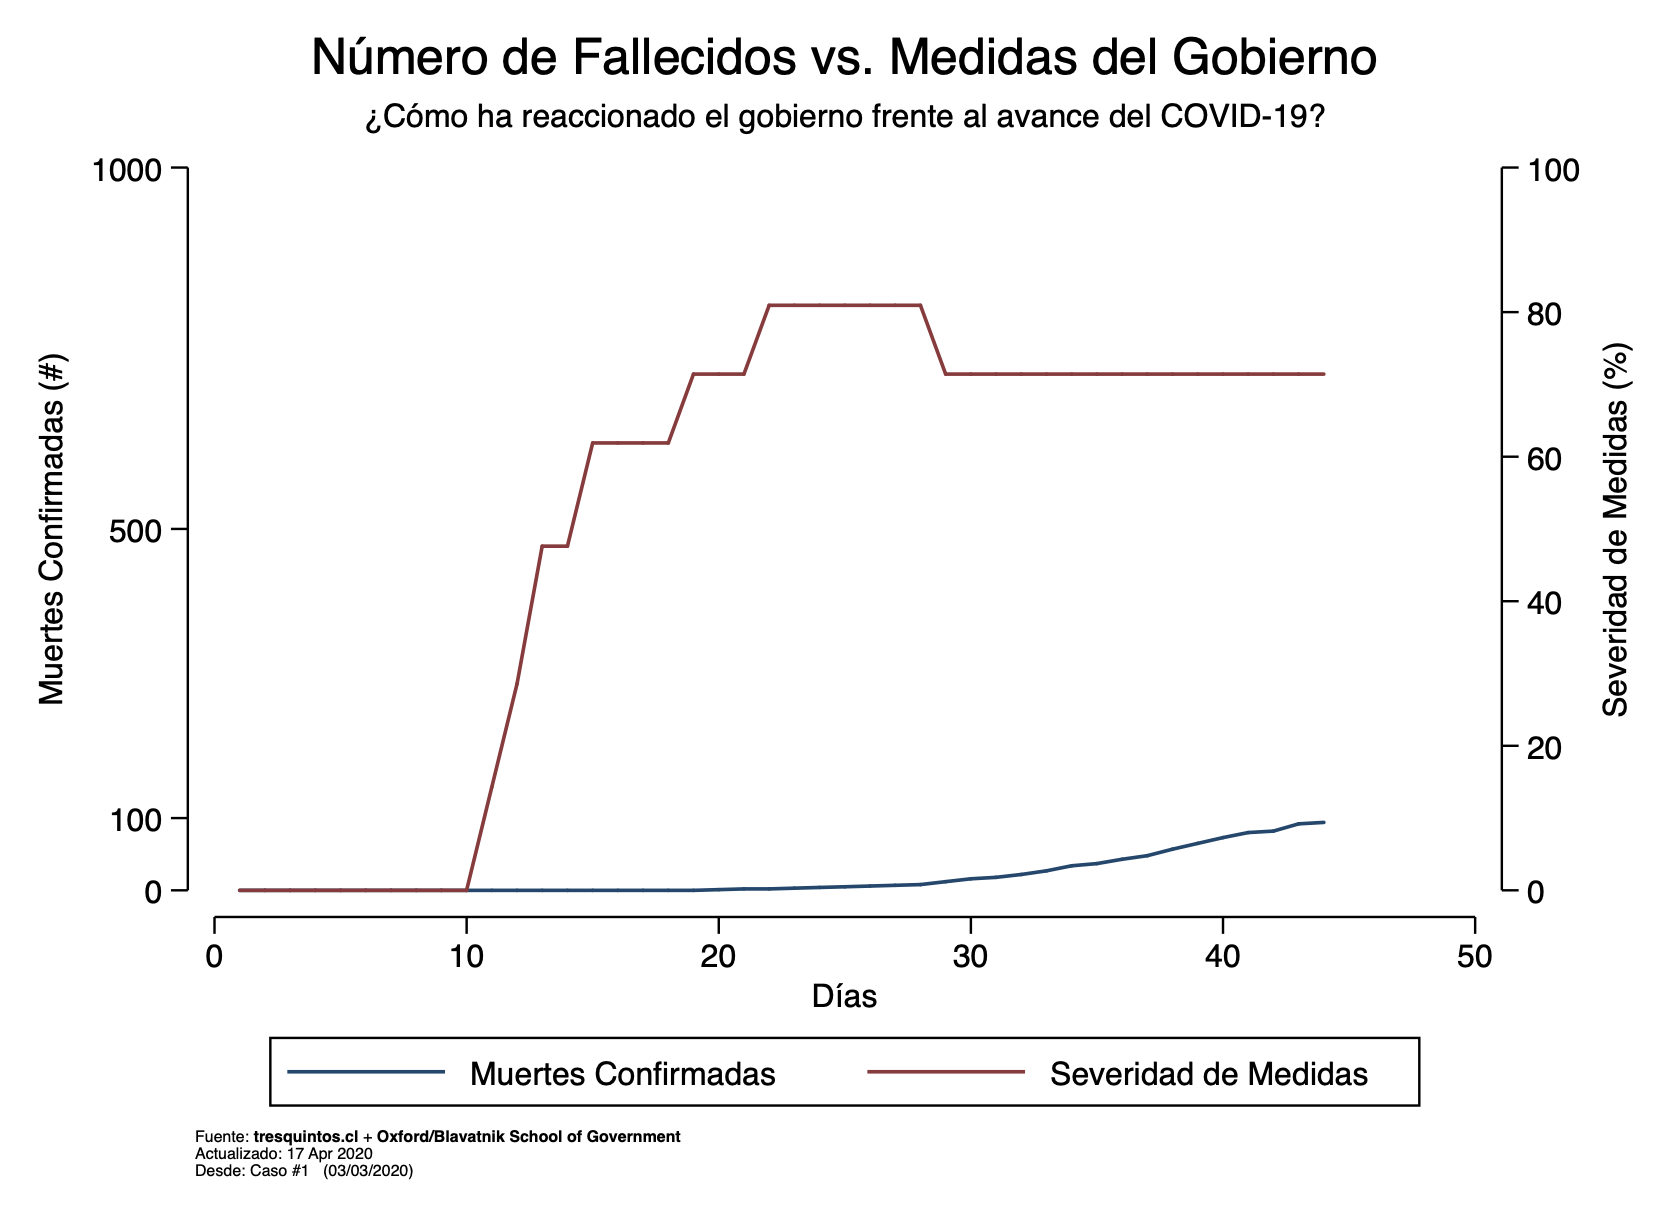 Número de Fallecidos vs. Medidas del Gobierno
¿Cómo ha reaccionado el gobierno frente al avance del COVID-19?
Muertes Confirmadas (#)
1000
500
100
0
100
80
60
40
20
0
Severidad de Medidas (%)
0 10 20 30 40 50
Días
Muertes Confirmadas Severidad de Medidas
Fuente: tresquintos.cl + Oxford/Blavatnik School of Government
Actualizado: 17 Apr 2020
Desde: Caso #1 (03/03/2020)